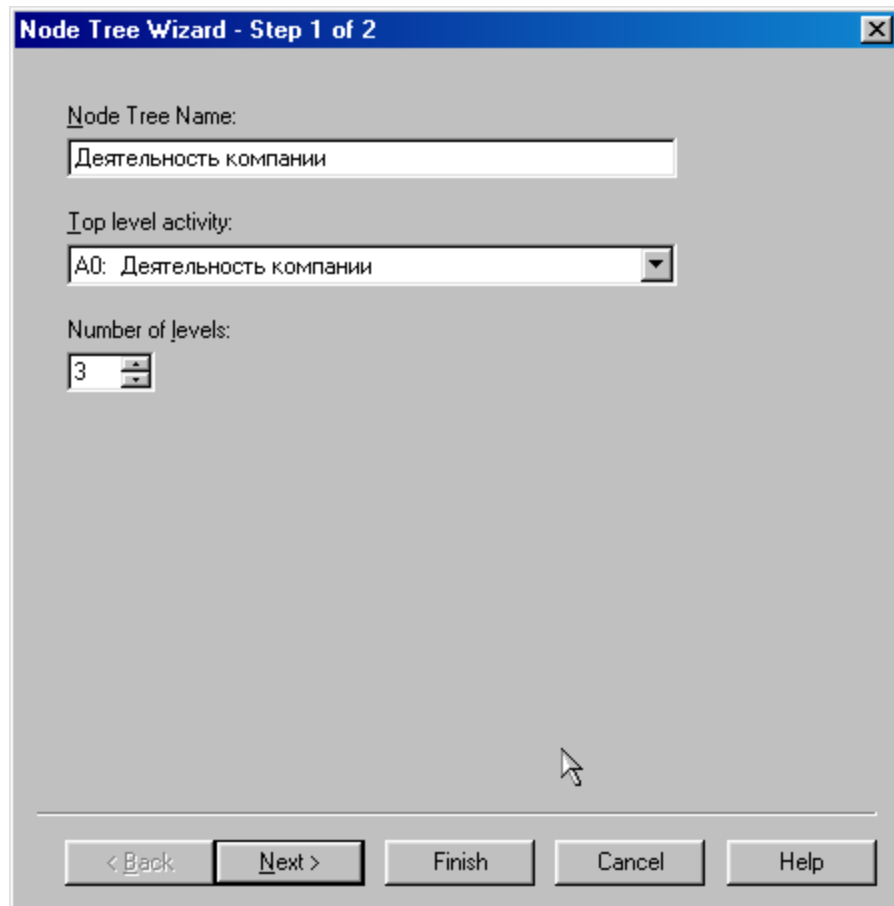 Node Tree Wizard - Step 1 of 2
Node Tree Name:
Деятельность компании
Top level activity:
A0: Деятельность компании
Number of levels:
3
< Back Next > Finish Cancel Help